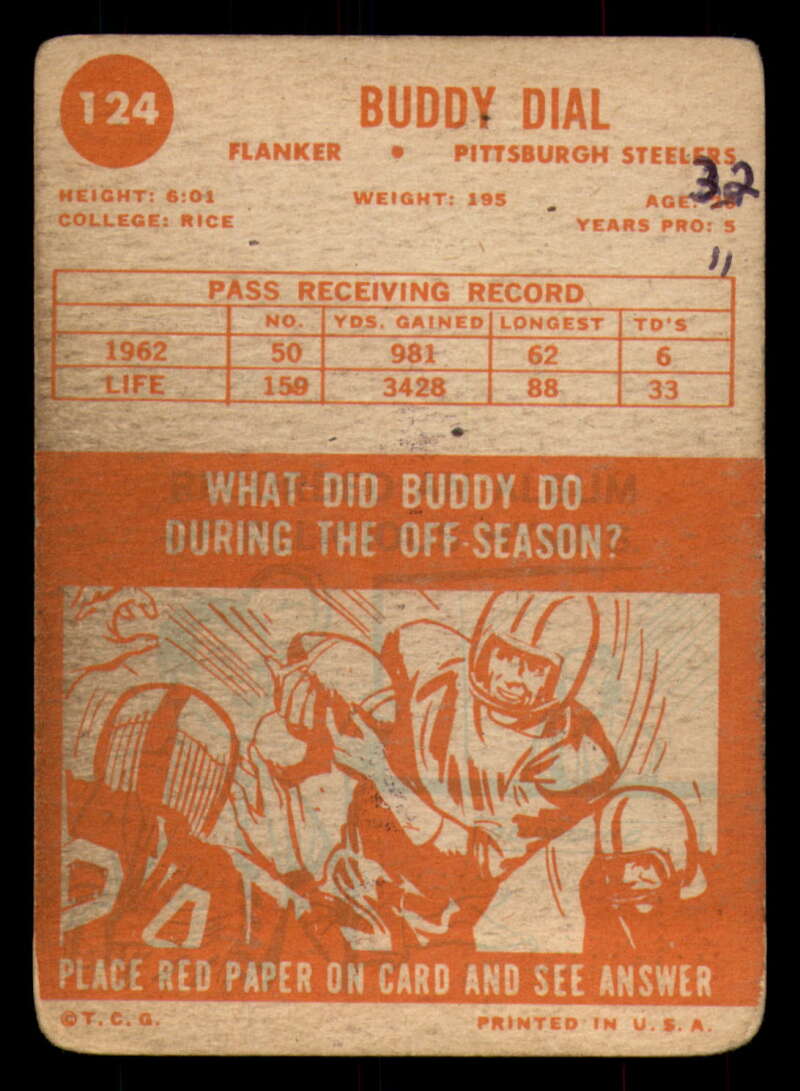 124
BUDDY DIAL
FLANKER • PITTSBURGH STEELERS
HEIGHT: 6:01 WEIGHT: 195 AGE:
32
COLLEGE: RICE YEARS PRO: 5
11
PASS RECEIVING RECORD
NO. YDS. GAINED LONGEST TD'S
1962 50 981 62 6
LIFE 159 3428 88 33
WHAT DID BUDDY DO
DURING THE OFF-SEASON?
PLACE RED PAPER ON CARD AND SEE ANSWER
©T.C.G. PRINTED IN U.S.A.